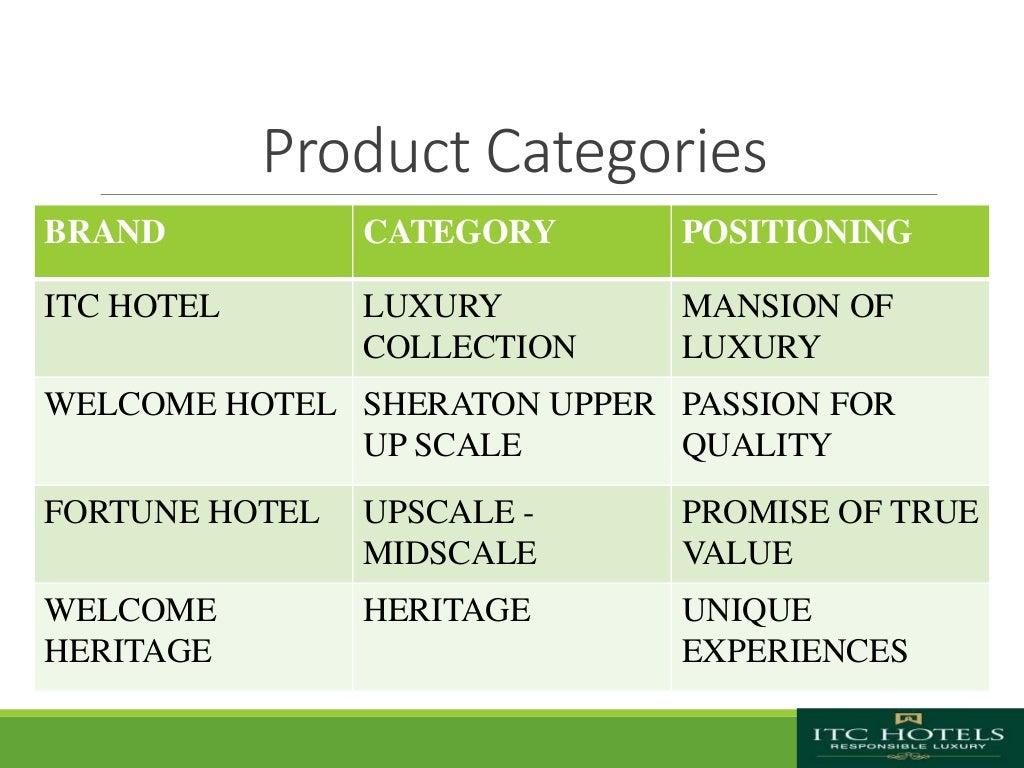 Product Categories
BRAND CATEGORY POSITIONING
ITC HOTEL LUXURY MANSION OF
COLLECTION LUXURY
WELCOME HOTEL SHERATON UPPER PASSION FOR
UP SCALE QUALITY
FORTUNE HOTEL UPSCALE - PROMISE OF TRUE
MIDSCALE VALUE
WELCOME HERITAGE UNIQUE
HERITAGE EXPERIENCES
ITC HOTELS
RESPONSIBLE LUXURY